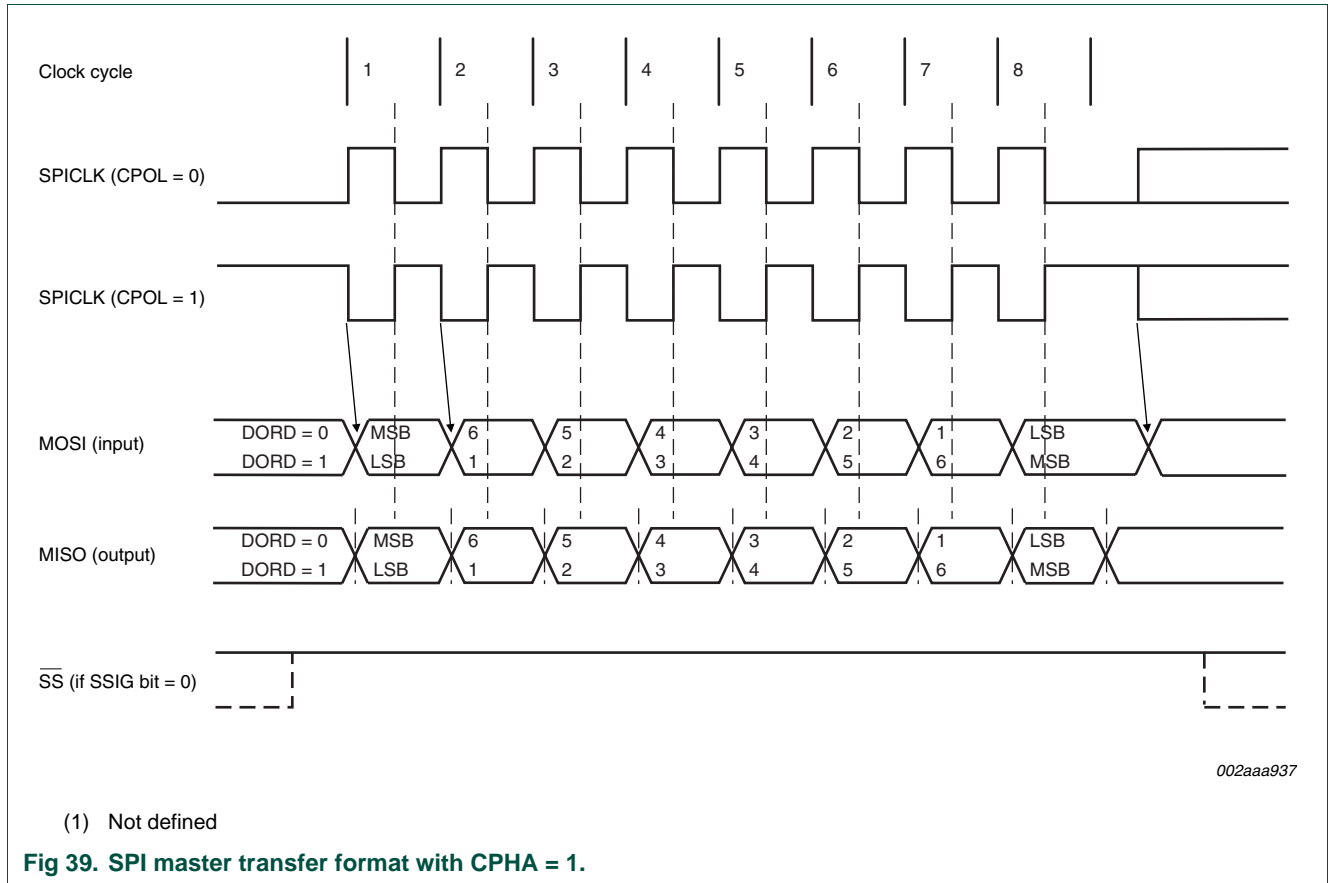 Clock cycle 1 2 3 4 5 6 7 8
SPICLK (CPOL = 0)
SPICLK (CPOL = 1)
MOSI (input)
DORD = 0 MSB 6 5 4 3 2 1 LSB
DORD = 1 LSB 1 2 3 4 5 6 MSB
MISO (output)
DORD = 0 MSB 6 5 4 3 2 1 LSB
DORD = 1 LSB 1 2 3 4 5 6 MSB
S̅S̅ (if SSIG bit = 0)
002aaa937
(1) Not defined
Fig 39. SPI master transfer format with CPHA = 1.